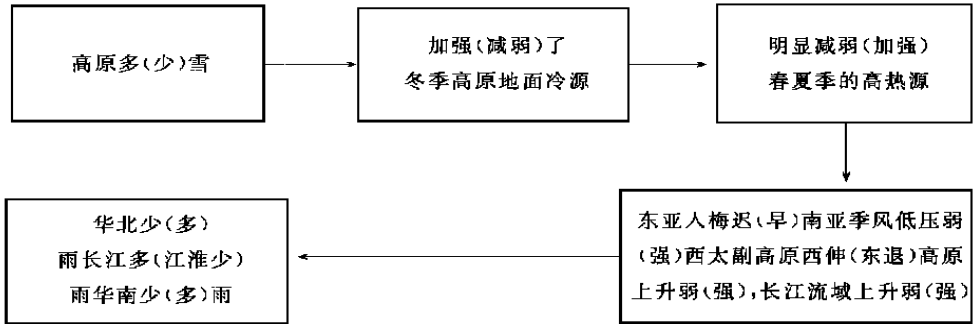 高原多(少)雪
加强(减弱)了
冬季高原地面冷源
明显减弱(加强)
春夏季的高热源
东亚人梅迟(早)南亚季风低压弱
(强)西太副高原西伸(东退)高原
上升弱(强),长江流域上升弱(强)
华北少(多)
雨长江多(江淮少)
雨华南少(多)雨